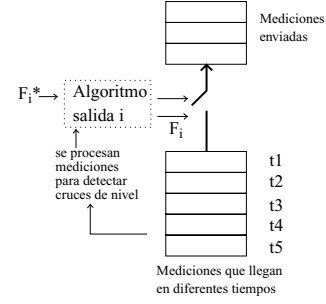 Mediciones
enviadas
F_i*
Algoritmo
salida i
F_i
se procesan
mediciones
para detectar
cruces de nivel
t1
t2
t3
t4
t5
Mediciones que llegan
en diferentes tiempos